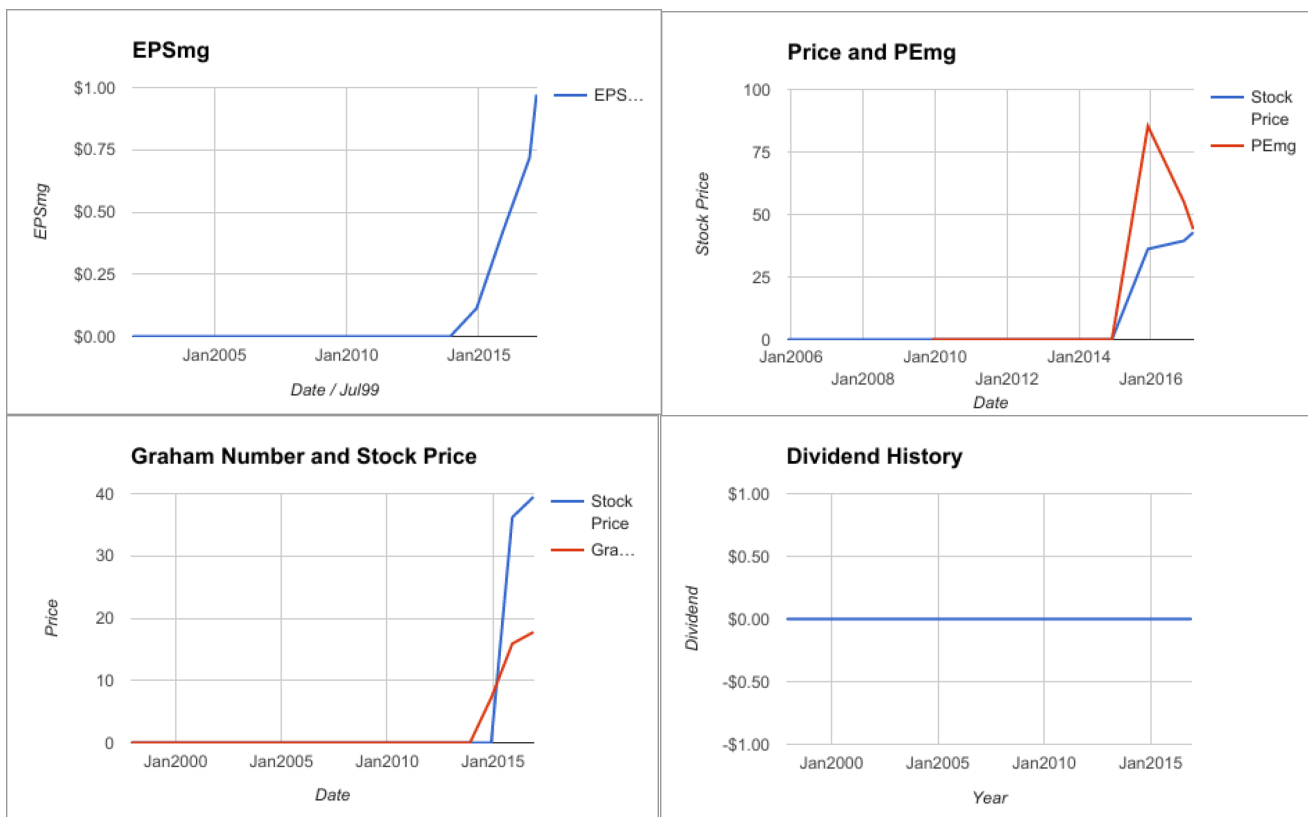 EPSmg
$1.00
$0.75
$0.50
$0.25
$0.00
EPSmg
Jan2005
Jan2010
Jan2015
Date / Jul99
EPS…
Price and PEmg
100
75
50
25
0
Stock Price
Jan2006
Jan2010
Jan2014
Jan2008
Jan2012
Jan2016
Date
Stock
Price
PEmg
Graham Number and Stock Price
40
30
20
10
0
Price
Jan2000
Jan2005
Jan2010
Jan2015
Date
Stock
Price
Gra…
Dividend History
$1.00
$0.50
$0.00
-$0.50
-$1.00
Dividend
Jan2000
Jan2005
Jan2010
Jan2015
Year